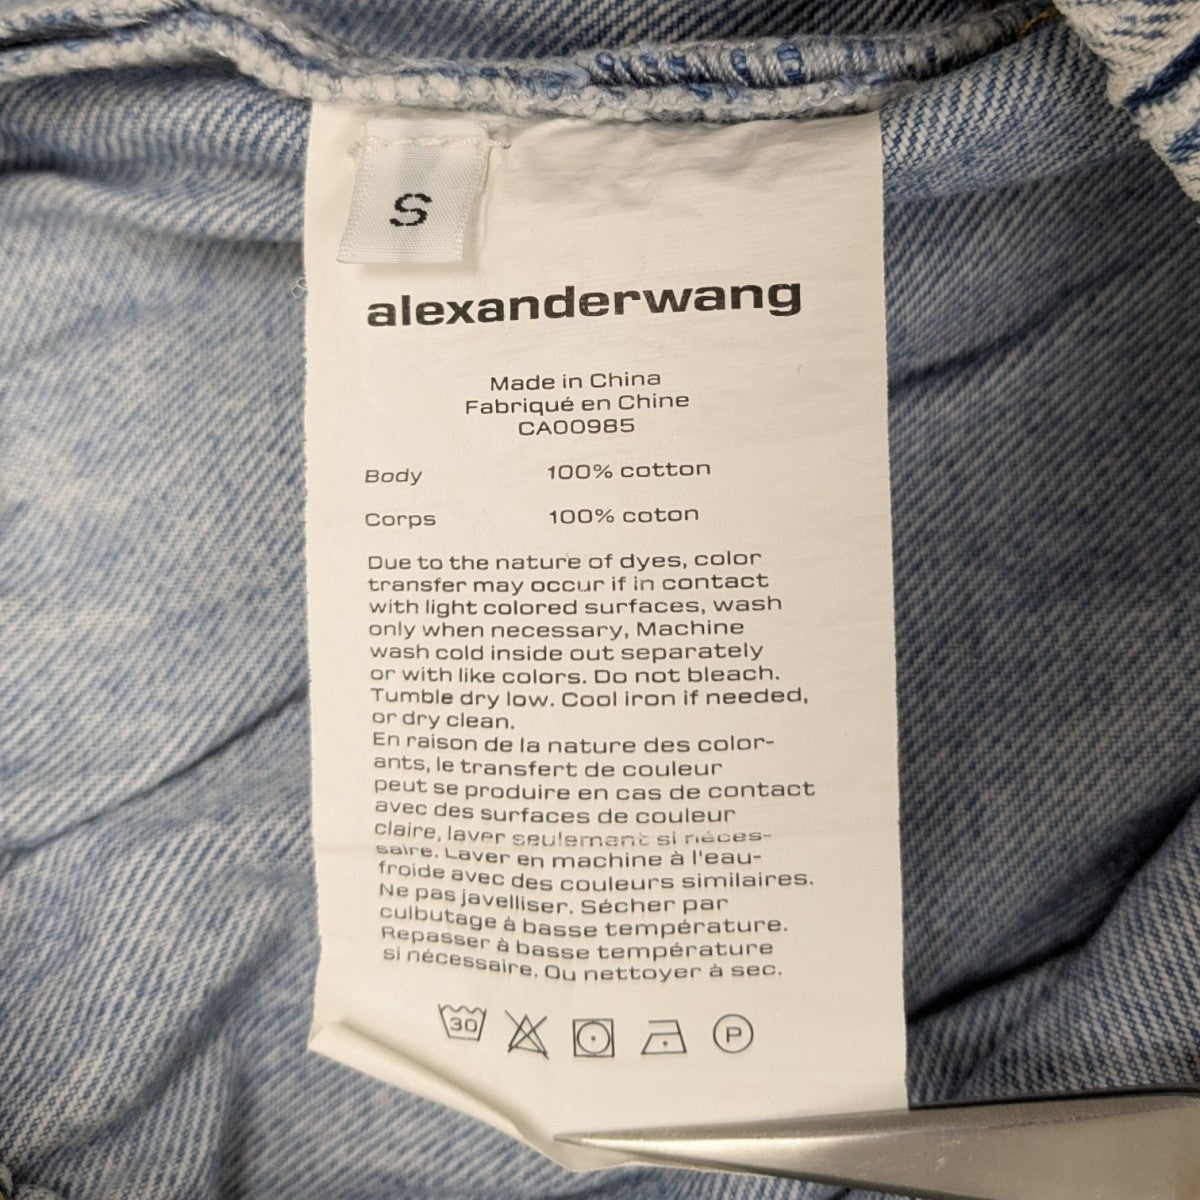 S
alexanderwang
Made in China
Fabriqué en Chine
CA00985
Body 100% cotton
Corps 100% coton
Due to the nature of dyes, color
transfer may occur if in contact
with light colored surfaces, wash
only when necessary, Machine
wash cold inside out separately
or with like colors. Do not bleach.
Tumble dry low. Cool iron if needed,
or dry clean.
En raison de la nature des color-
ants, le transfert de couleur
peut se produire en cas de contact
avec des surfaces de couleur
claire, laver seulement si néces-
saire. Laver en machine à l'eau-
froide avec des couleurs similaires.
Ne pas javelliser. Sécher par
culbutage à basse température.
Repasser à basse température
si nécessaire. Ou nettoyer à sec.
30 P